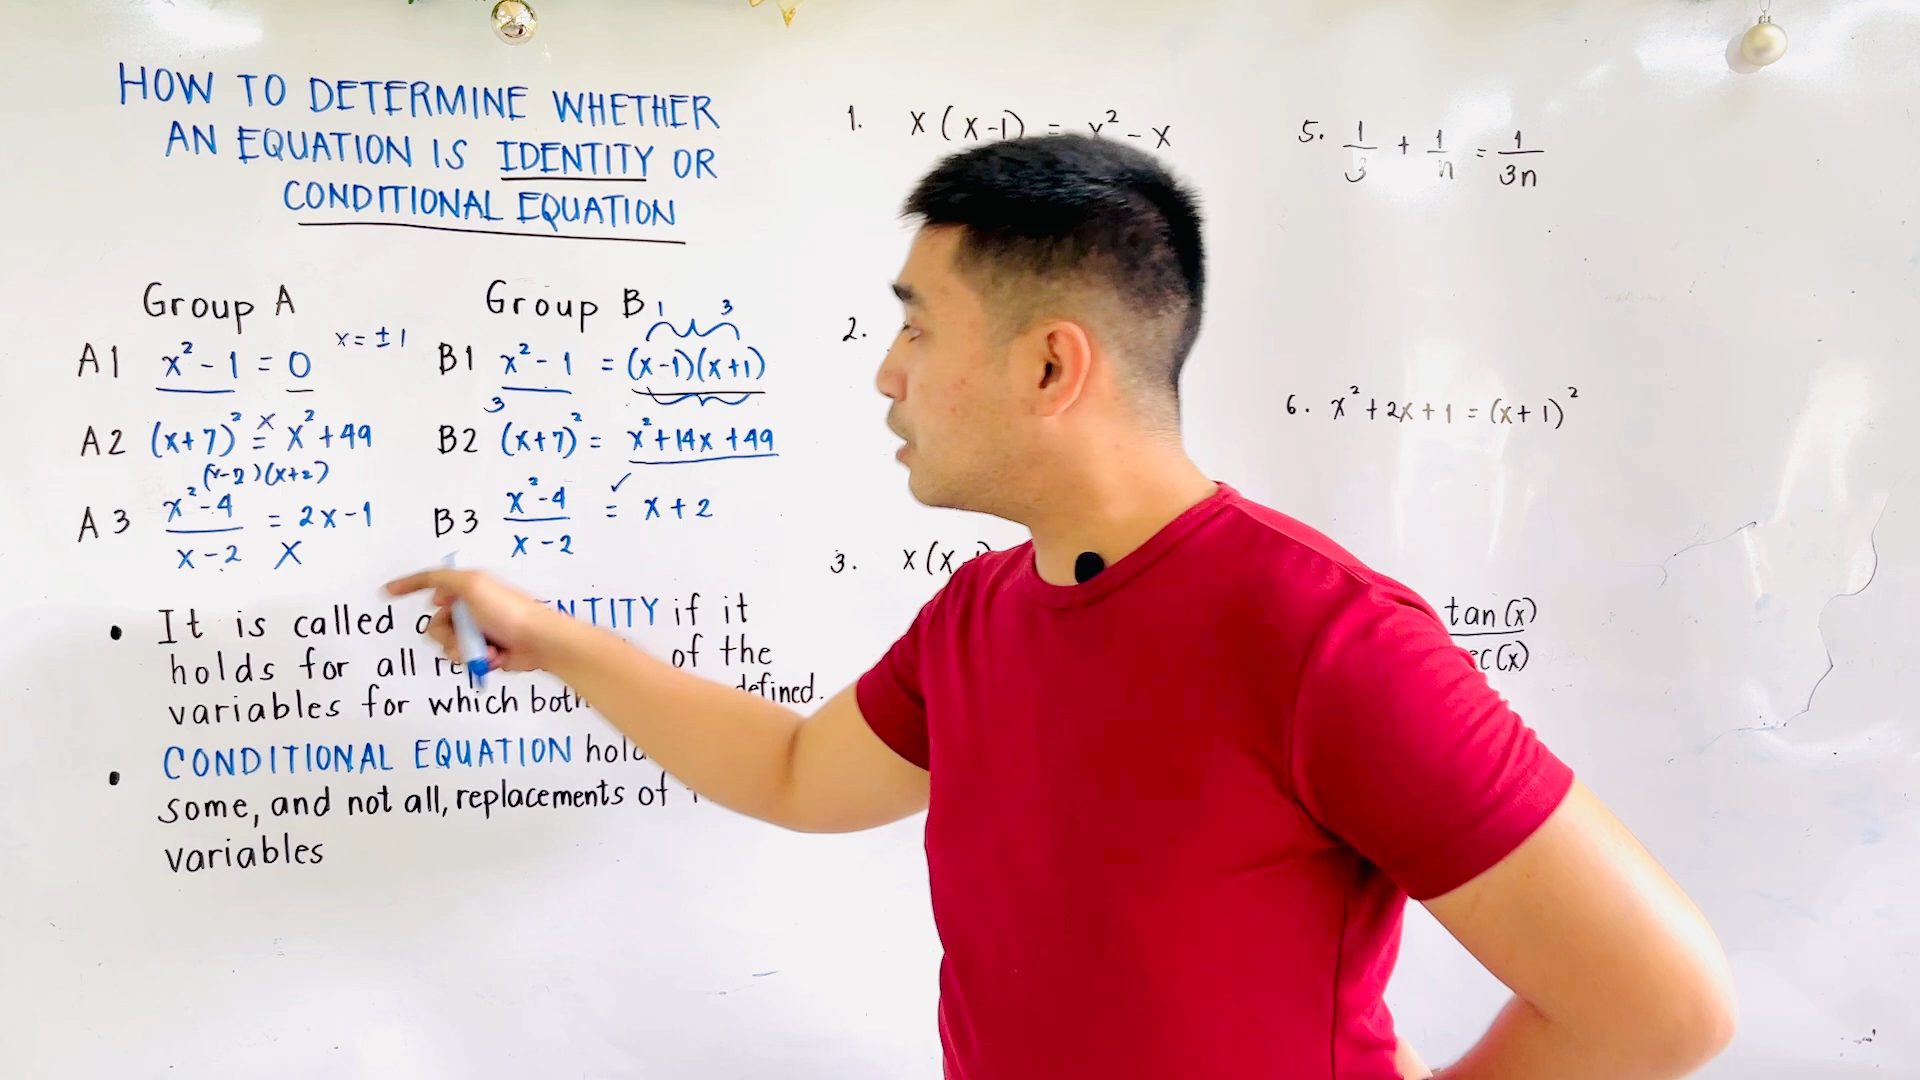 HOW TO DETERMINE WHETHER
AN EQUATION IS IDENTITY OR
CONDITIONAL EQUATION
Group A
A1 x² - 1 = 0 x = ± 1
A2 (x+7)² = x² + 49
x
(x-2)(x+2)
A3 x² - 4 / x - 2 = 2x - 1
X
Group B
1 3
B1 x² - 1 = (x-1)(x+1)
3
B2 (x+7)² = x² + 14x + 49
✓
B3 x² - 4 / x - 2 = x + 2
• It is called if it
holds for all of the
variables for which defined.
• CONDITIONAL EQUATION
some, and not all, replacements of
variables
1. x(x-1) = x² - x
2.
3. x(x
5. 1/3 + 1/n = 1/3n
6. x² + 2x + 1 = (x+1)²
tan(x)